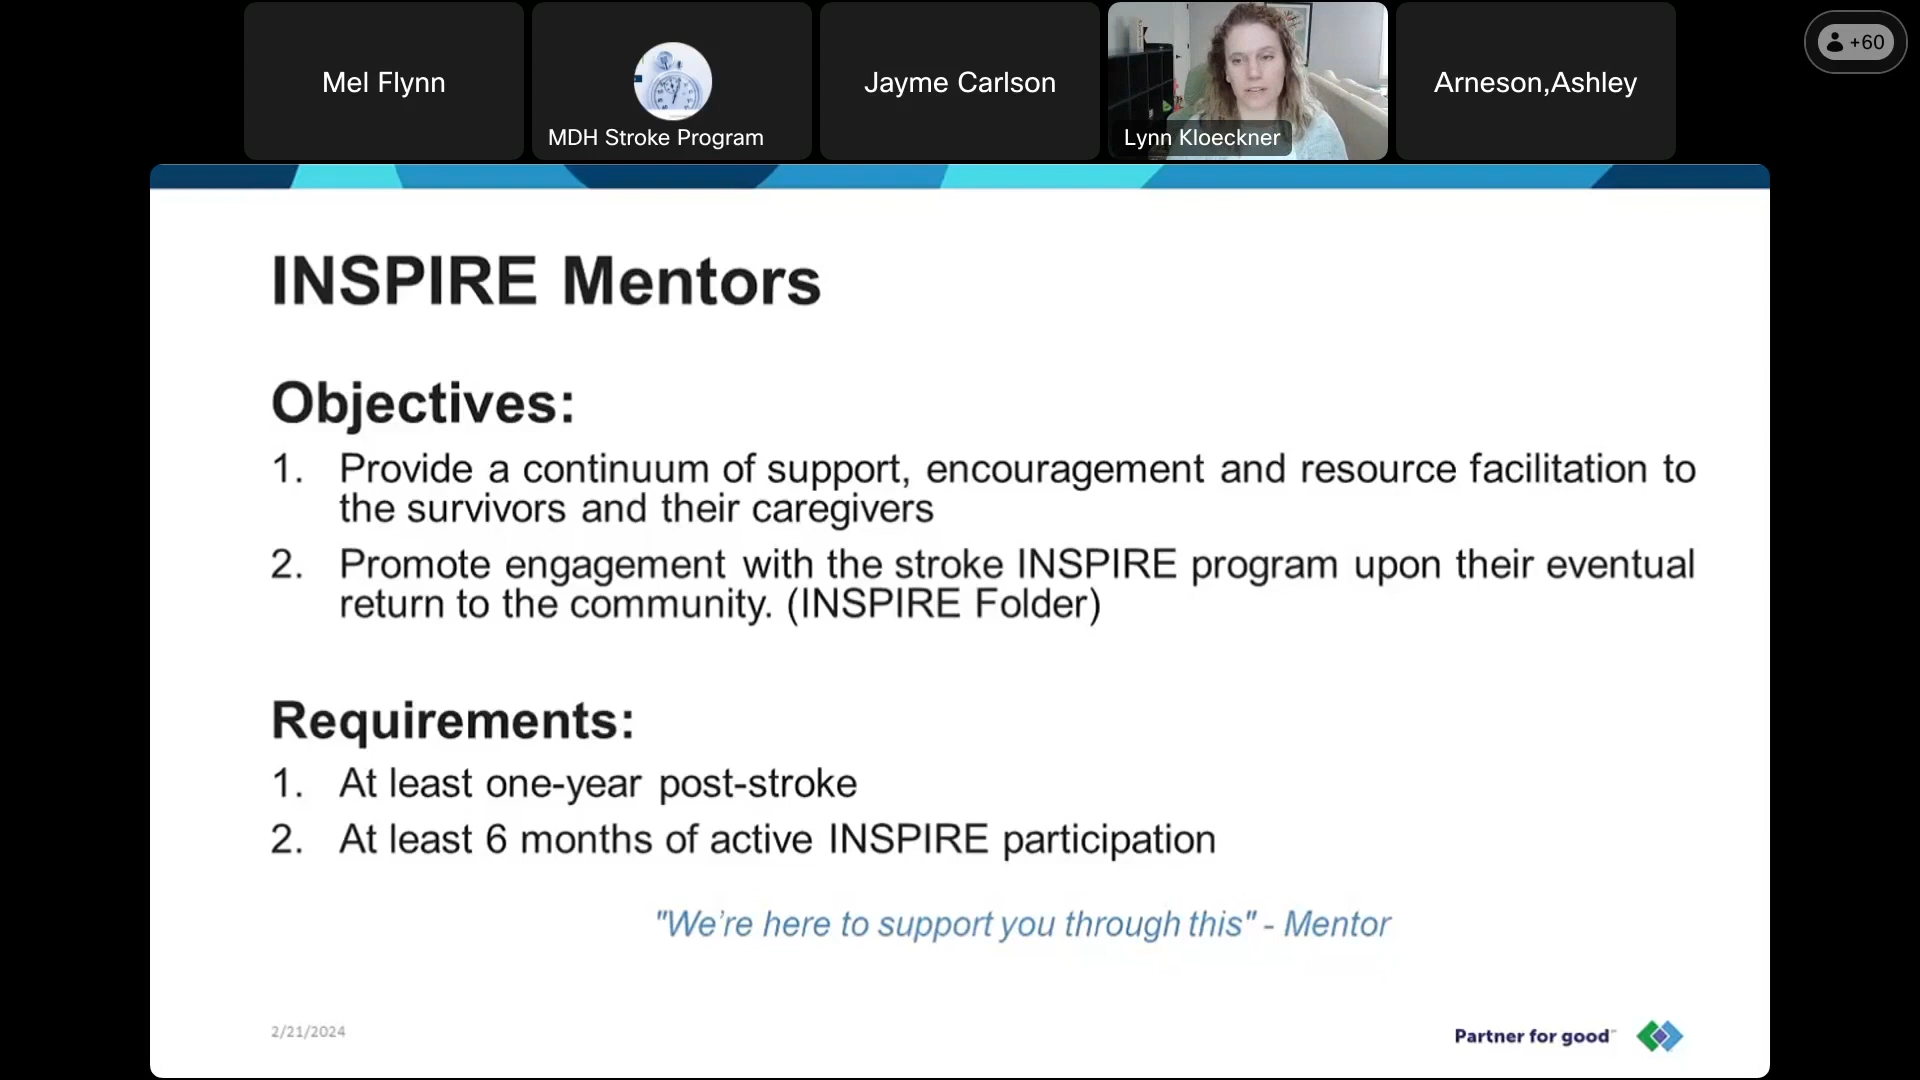 Mel Flynn
MDH Stroke Program
Jayme Carlson
Lynn Kloeckner
Arneson,Ashley
+60
INSPIRE Mentors
Objectives:
1. Provide a continuum of support, encouragement and resource facilitation to
the survivors and their caregivers
2. Promote engagement with the stroke INSPIRE program upon their eventual
return to the community. (INSPIRE Folder)
Requirements:
1. At least one-year post-stroke
2. At least 6 months of active INSPIRE participation
"We’re here to support you through this" - Mentor
2/21/2024
Partner for good